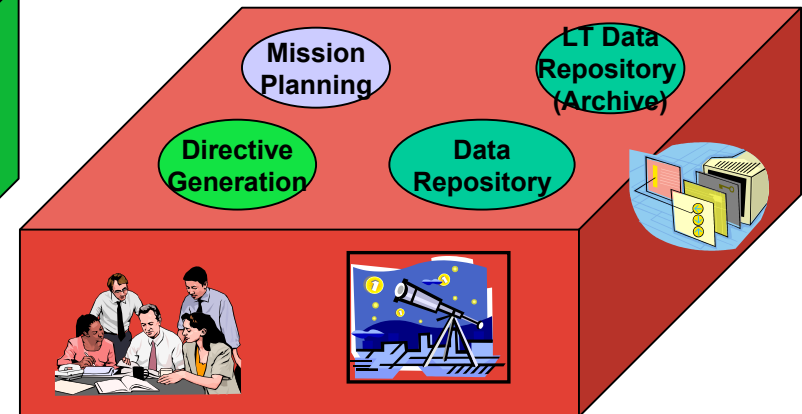 Mission
Planning
LT Data
Repository
(Archive)
Directive
Generation
Data
Repository